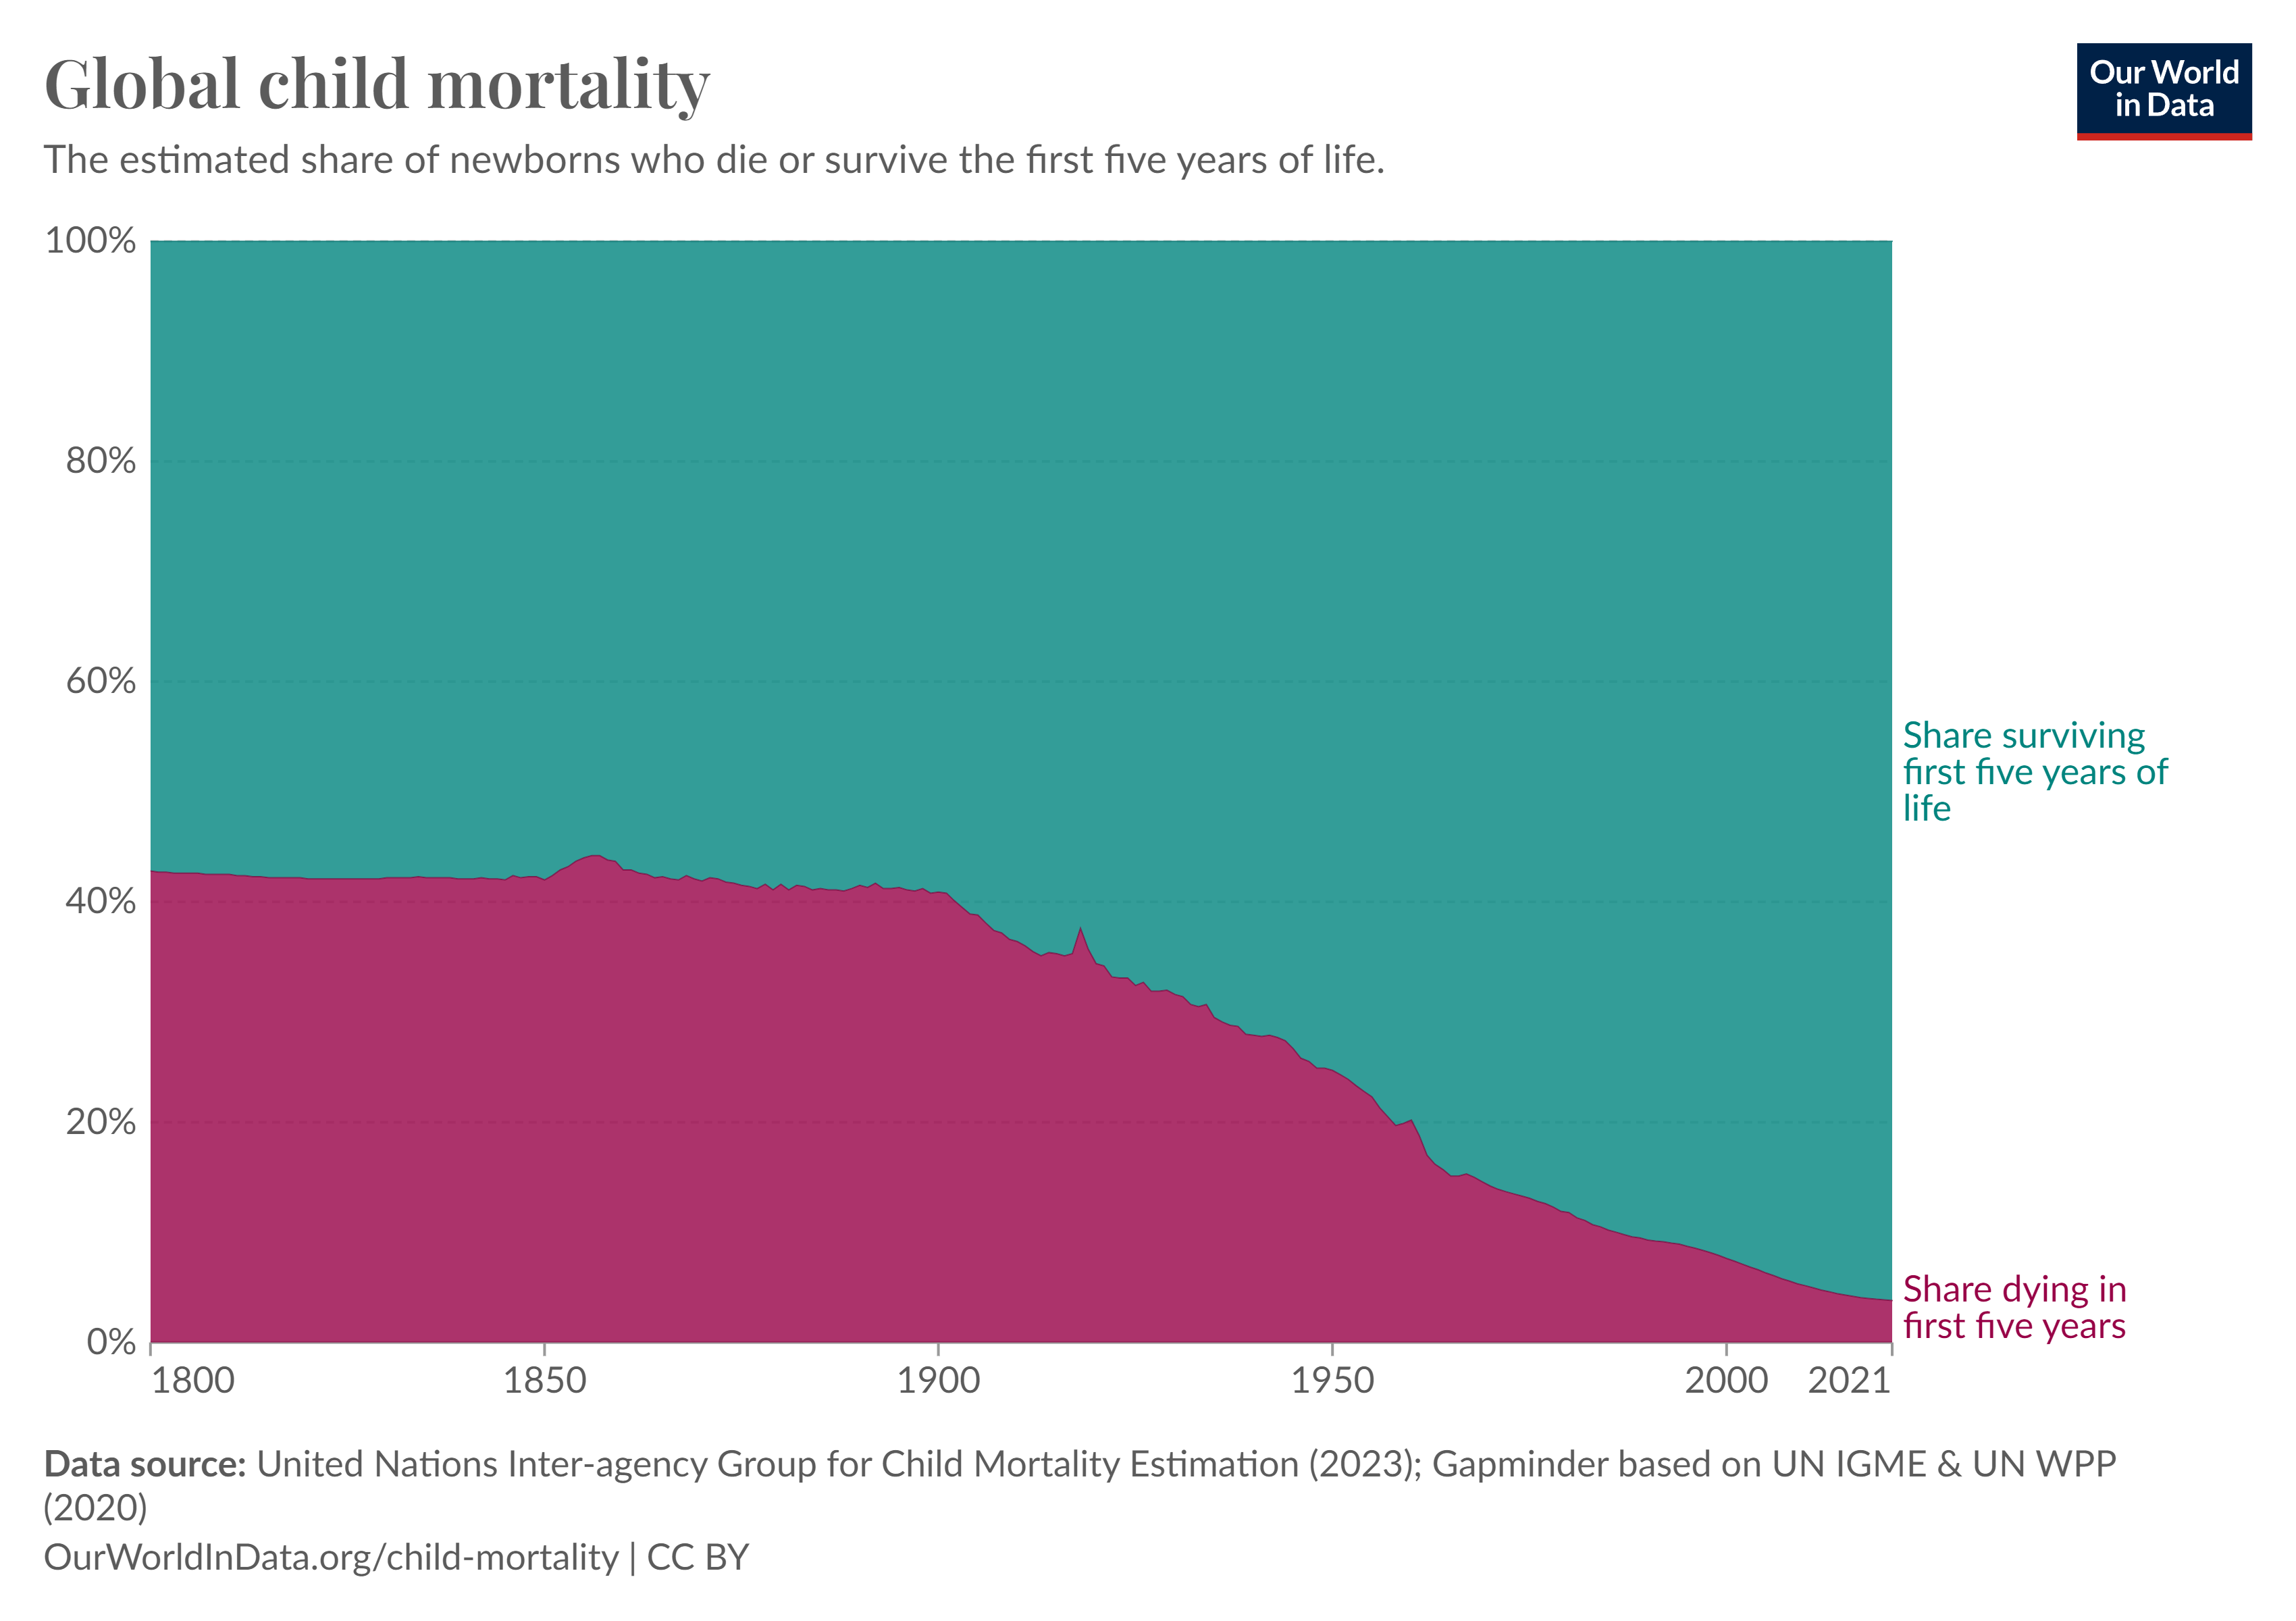 Global child mortality
Our World
in Data
The estimated share of newborns who die or survive the first five years of life.
100%
80%
60%
40%
20%
0%
Share surviving
first five years of
life
Share dying in
first five years
1800
1850
1900
1950
2000
2021
Data source: United Nations Inter-agency Group for Child Mortality Estimation (2023); Gapminder based on UN IGME & UN WPP
(2020)
OurWorldInData.org/child-mortality | CC BY